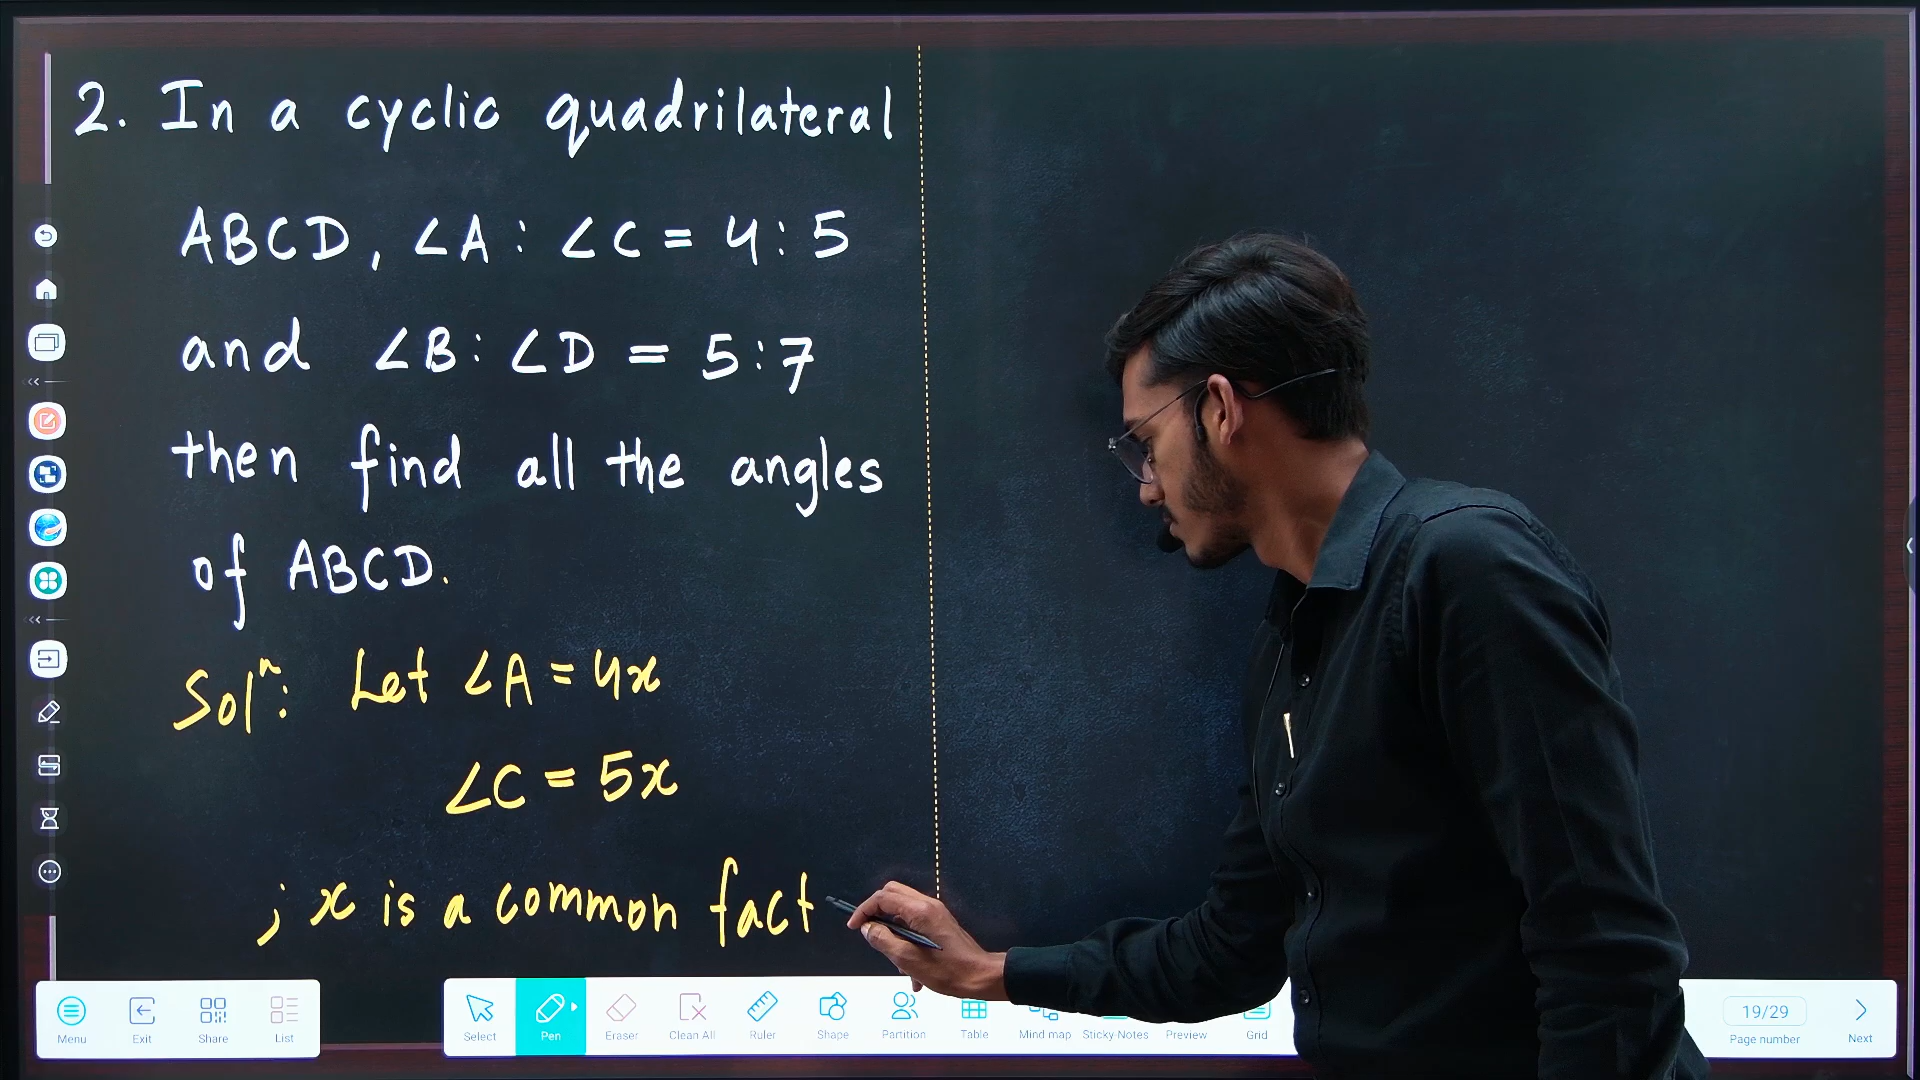 2. In a cyclic quadrilateral
ABCD, ∠A : ∠C = 4 : 5
and ∠B : ∠D = 5 : 7
then find all the angles
of ABCD.
Solⁿ: Let ∠A = 4x
∠C = 5x
; x is a common fact
Menu Exit Share List
Select Pen Eraser Clean All Ruler Shape Partition Table Mind map Sticky Notes Preview Grid
19/29
Page number Next